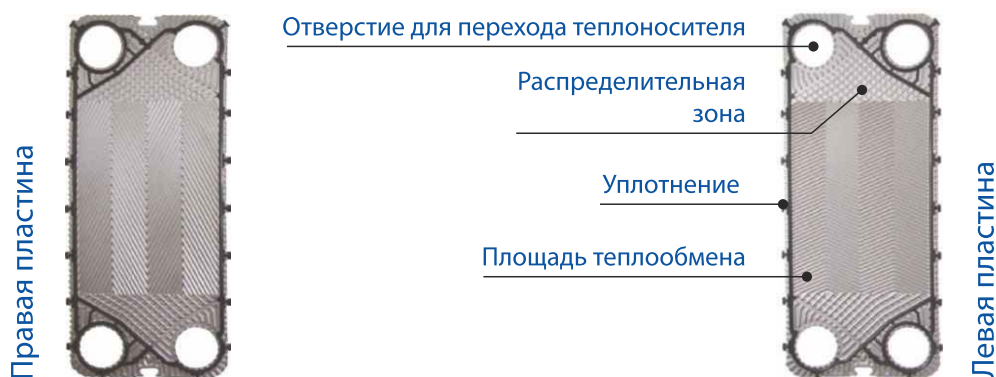 Правая пластина
Отверстие для перехода теплоносителя
Распределительная
зона
Уплотнение
Площадь теплообмена
Левая пластина